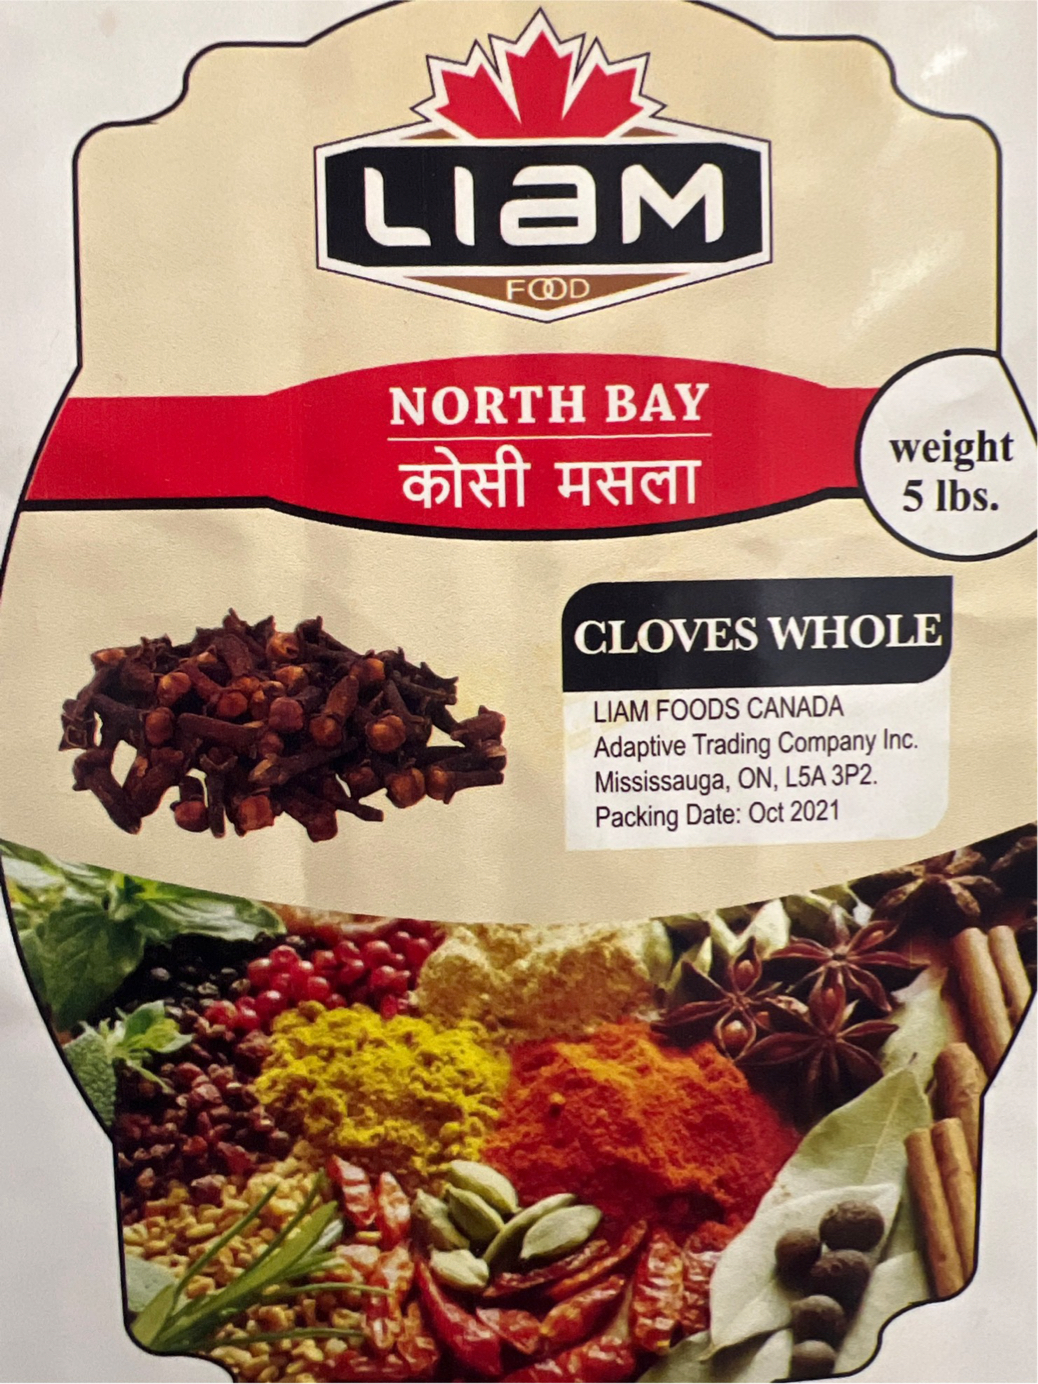 LIAM
FOOD
NORTH BAY
कोसी मसला
weight
5 lbs.
CLOVES WHOLE
LIAM FOODS CANADA
Adaptive Trading Company Inc.
Mississauga, ON, L5A 3P2.
Packing Date: Oct 2021